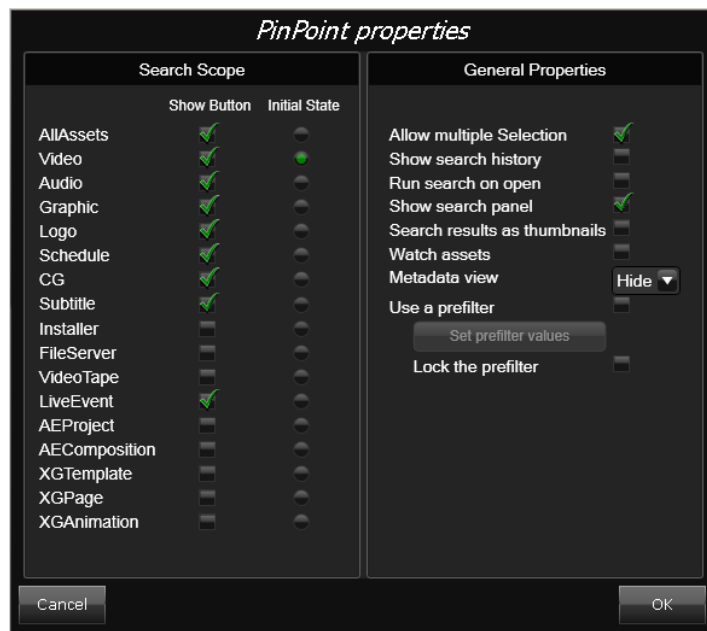 PinPoint properties
Search Scope
Show Button Initial State
AllAssets
Video
Audio
Graphic
Logo
Schedule
CG
Subtitle
Installer
FileServer
VideoTape
LiveEvent
AEProject
AEComposition
XGTemplate
XGPage
XGAnimation
General Properties
Allow multiple Selection
Show search history
Run search on open
Show search panel
Search results as thumbnails
Watch assets
Metadata view Hide
Use a prefilter
Set prefilter values
Lock the prefilter
Cancel
OK